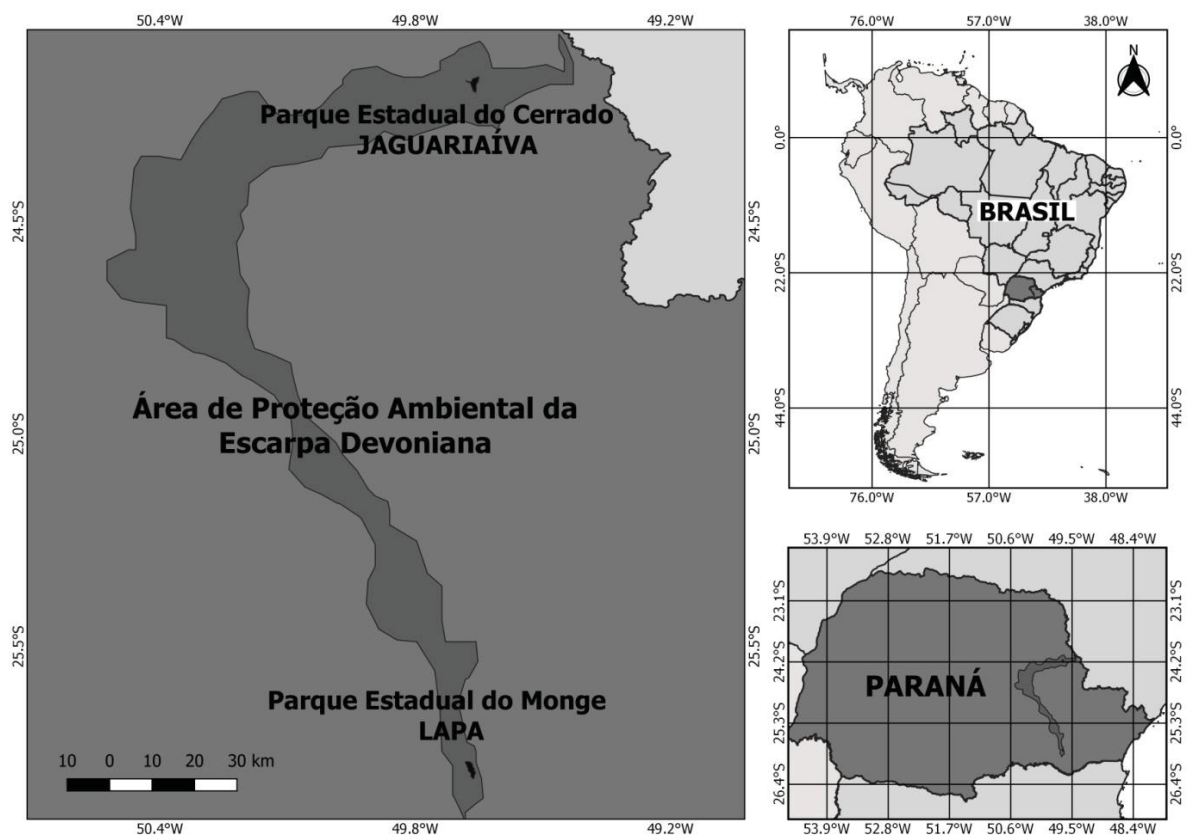 50.4°W 49.8°W 49.2°W
Parque Estadual do Cerrado
JAGUARIAÍVA
24.5°S 24.5°S
Área de Proteção Ambiental da
Escarpa Devoniana
25.0°S 25.0°S
25.5°S 25.5°S
Parque Estadual do Monge
LAPA
10 0 10 20 30 km
50.4°W 49.8°W 49.2°W
76.0°W 57.0°W 38.0°W
N
0.0° 0.0°
BRASIL
22.0°S 22.0°S
44.0°S 44.0°S
76.0°W 57.0°W 38.0°W
53.9°W 52.8°W 51.7°W 50.6°W 49.5°W 48.4°W
23.1°S 23.1°S
24.2°S 24.2°S
PARANÁ
25.3°S 25.3°S
26.4°S 26.4°S
53.9°W 52.8°W 51.7°W 50.6°W 49.5°W 48.4°W